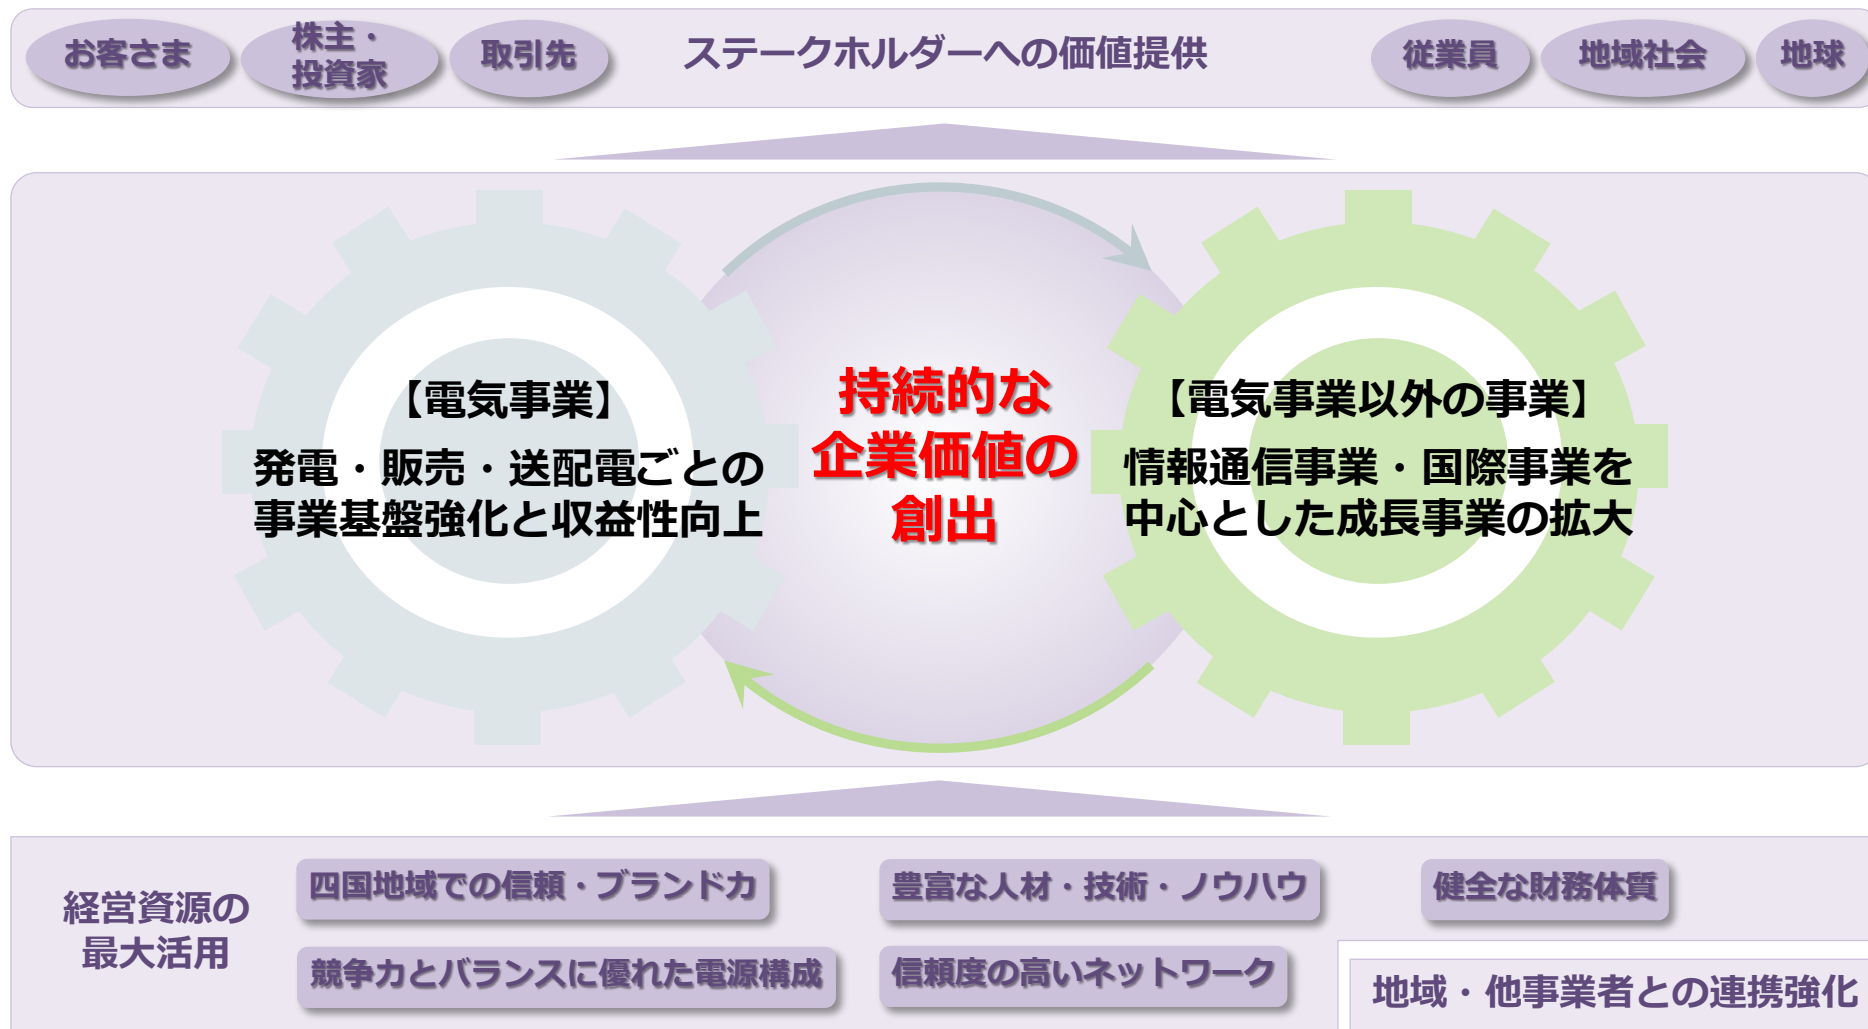 お客さま
株主・
投資家
取引先
ステークホルダーへの価値提供
従業員
地域社会
地球
【電気事業】
発電・販売・送配電ごとの
事業基盤強化と収益性向上
持続的な
企業価値の
創出
【電気事業以外の事業】
情報通信事業・国際事業を
中心とした成長事業の拡大
経営資源の
最大活用
四国地域での信頼・ブランド力
豊富な人材・技術・ノウハウ
健全な財務体質
競争力とバランスに優れた電源構成
信頼度の高いネットワーク
地域・他事業者との連携強化